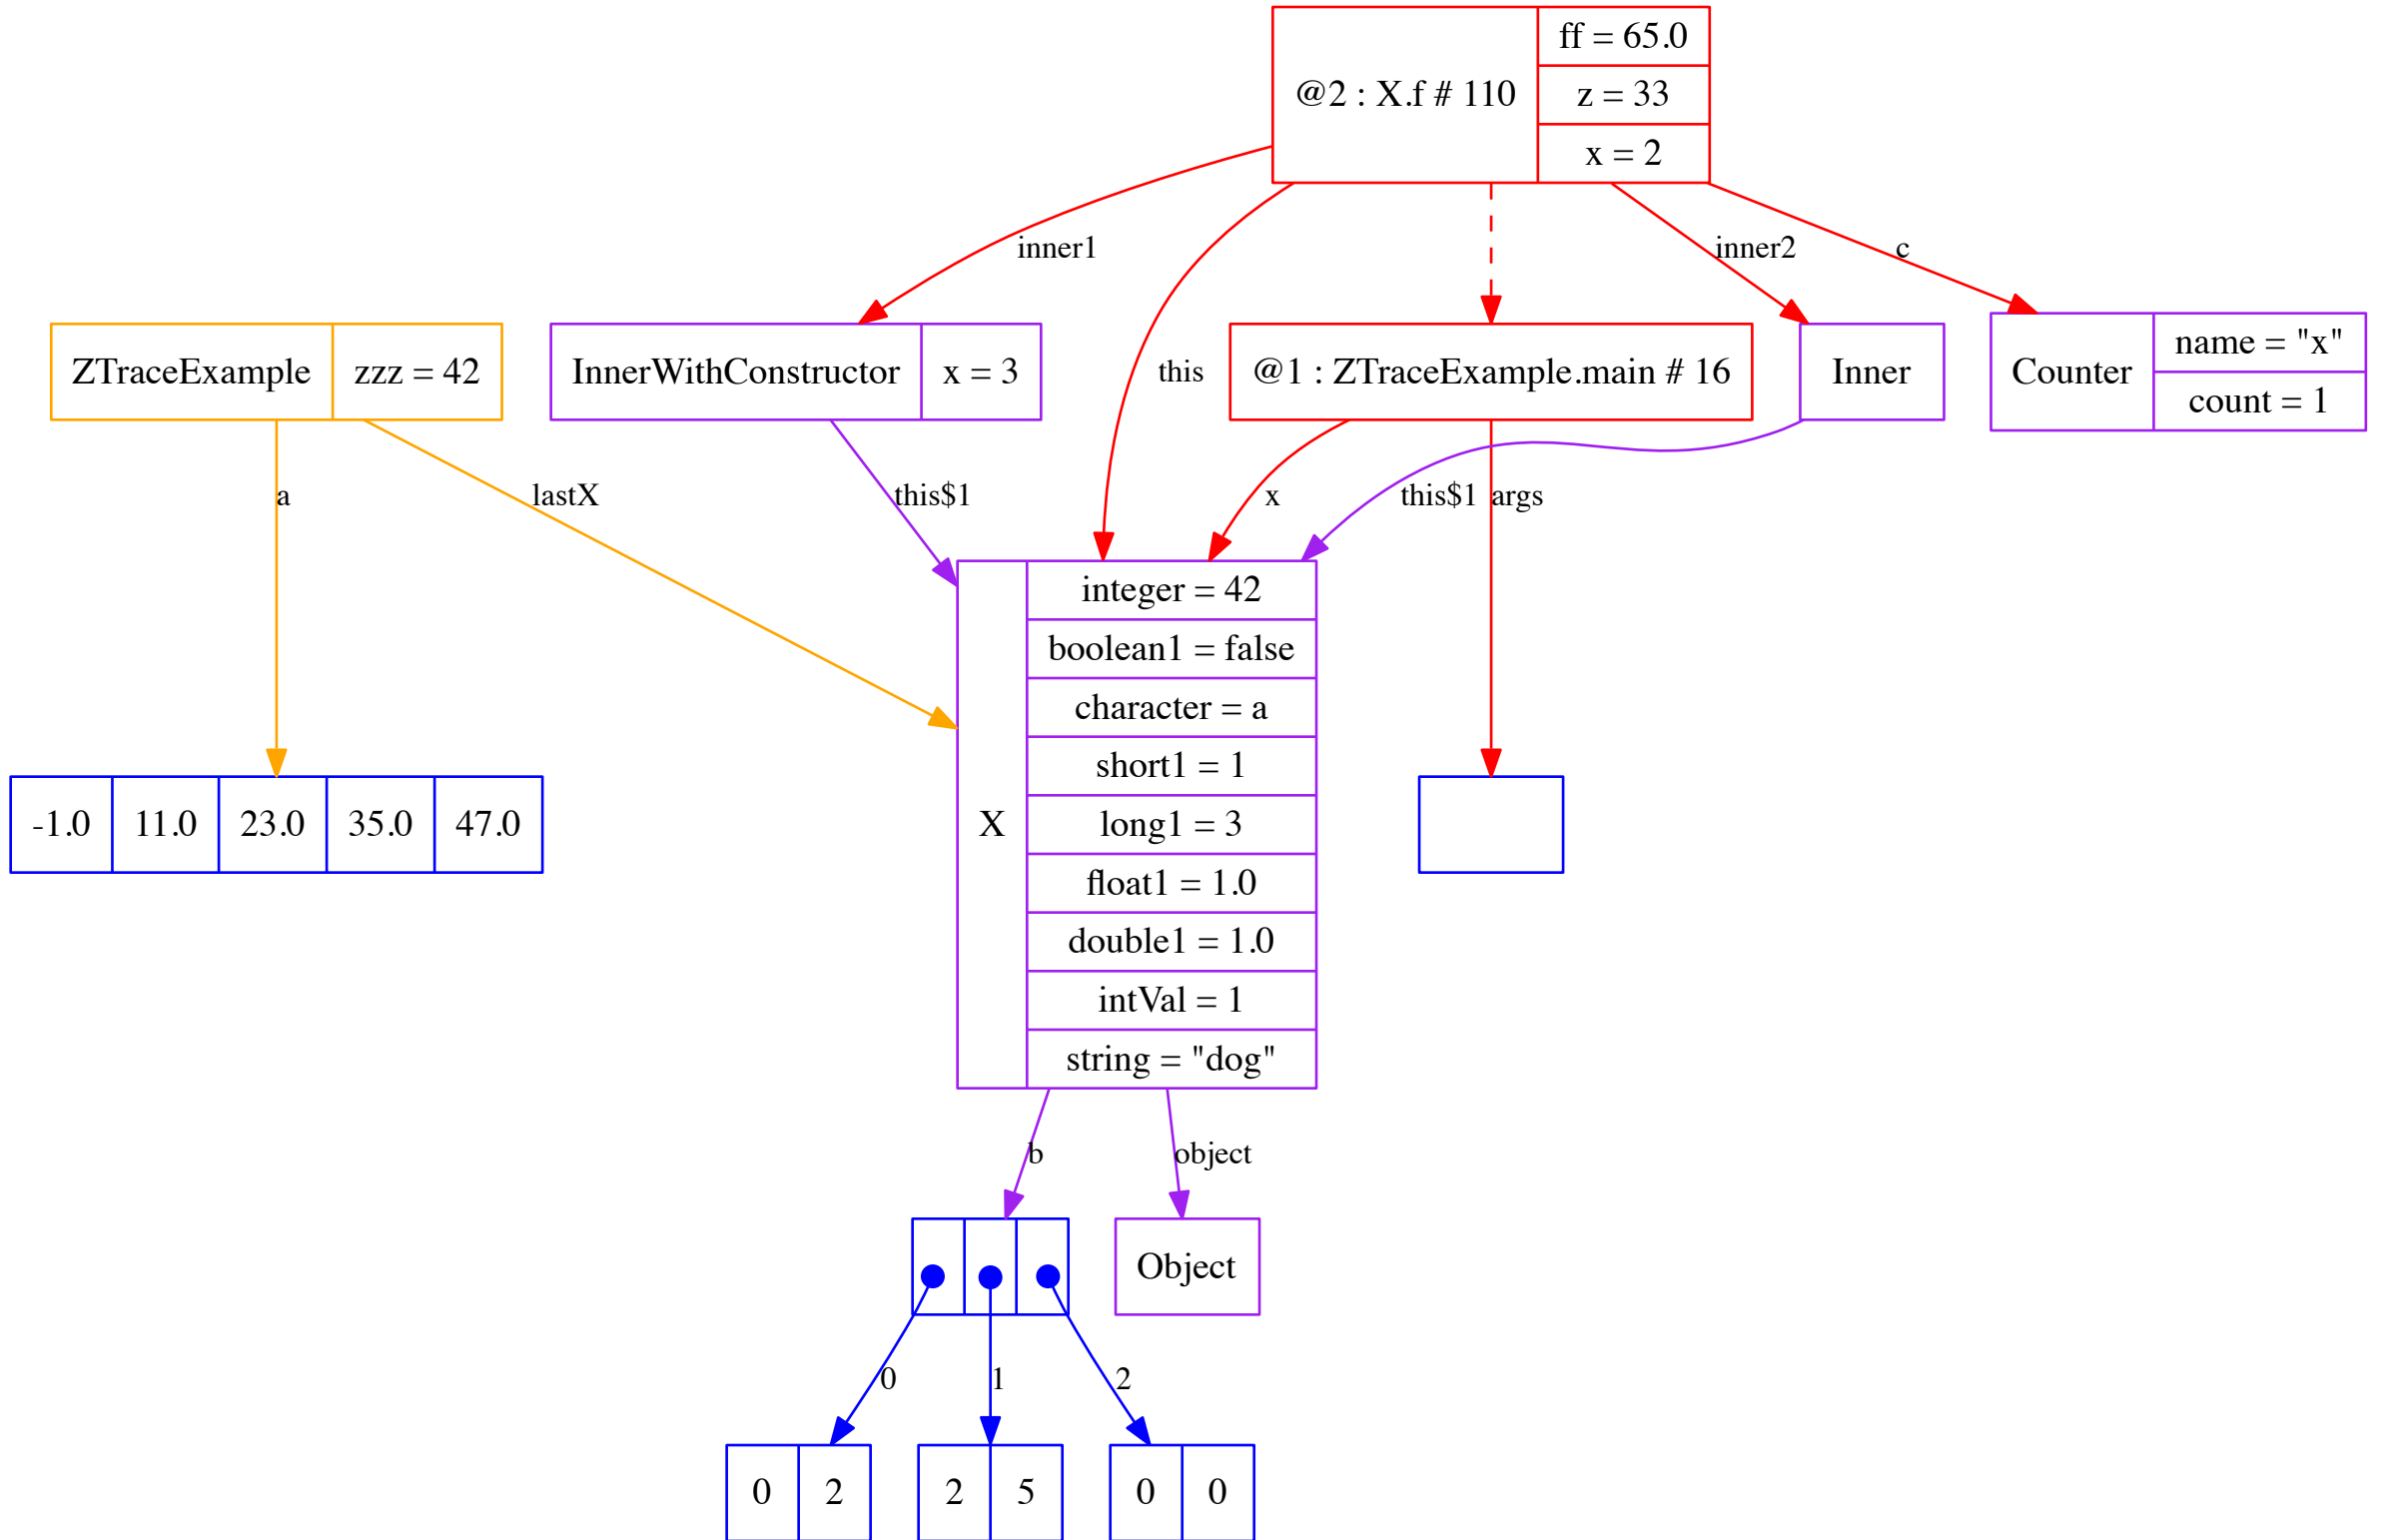 @2 : X.f # 110
ff = 65.0
z = 33
x = 2
inner1
inner2
c
this
ZTraceExample
zzz = 42
InnerWithConstructor
x = 3
@1 : ZTraceExample.main # 16
Inner
Counter
name = "x"
count = 1
a
lastX
this$1
x
this$1
args
X
integer = 42
boolean1 = false
character = a
short1 = 1
long1 = 3
float1 = 1.0
double1 = 1.0
intVal = 1
string = "dog"
-1.0 11.0 23.0 35.0 47.0
b
object
Object
0
1
2
0 2
2 5
0 0